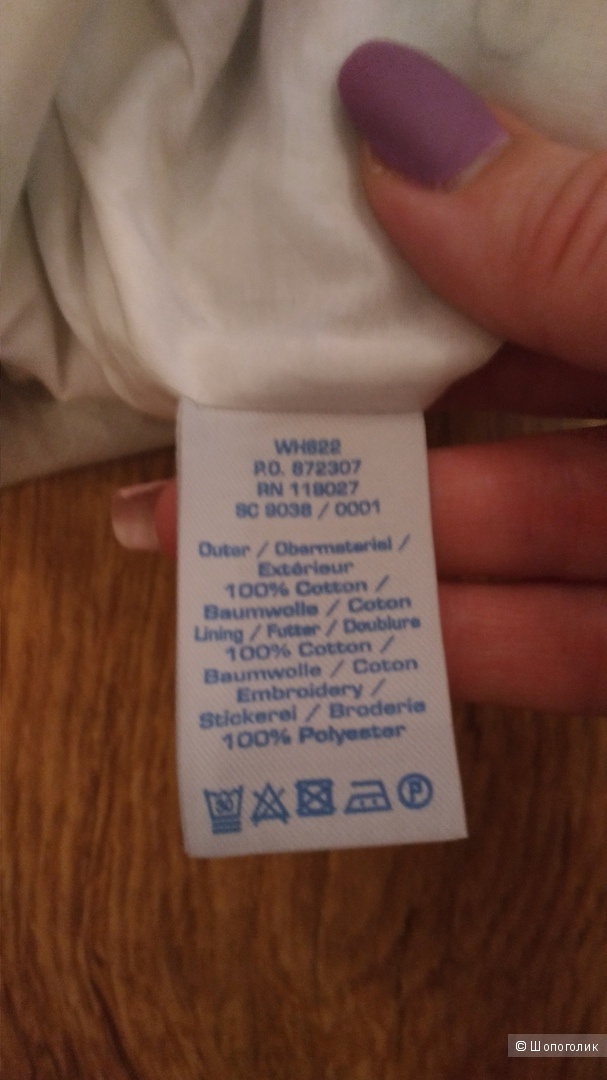 WH622
P.O. 872307
RN 119027
SC 9038 / 0001
Outer / Obermaterial /
Extérieur
100% Cotton /
Baumwolle / Coton
Lining / Futter / Doublure
100% Cotton /
Baumwolle / Coton
Embroidery /
Stickerei / Broderie
100% Polyester
30
P
© Шопоголик